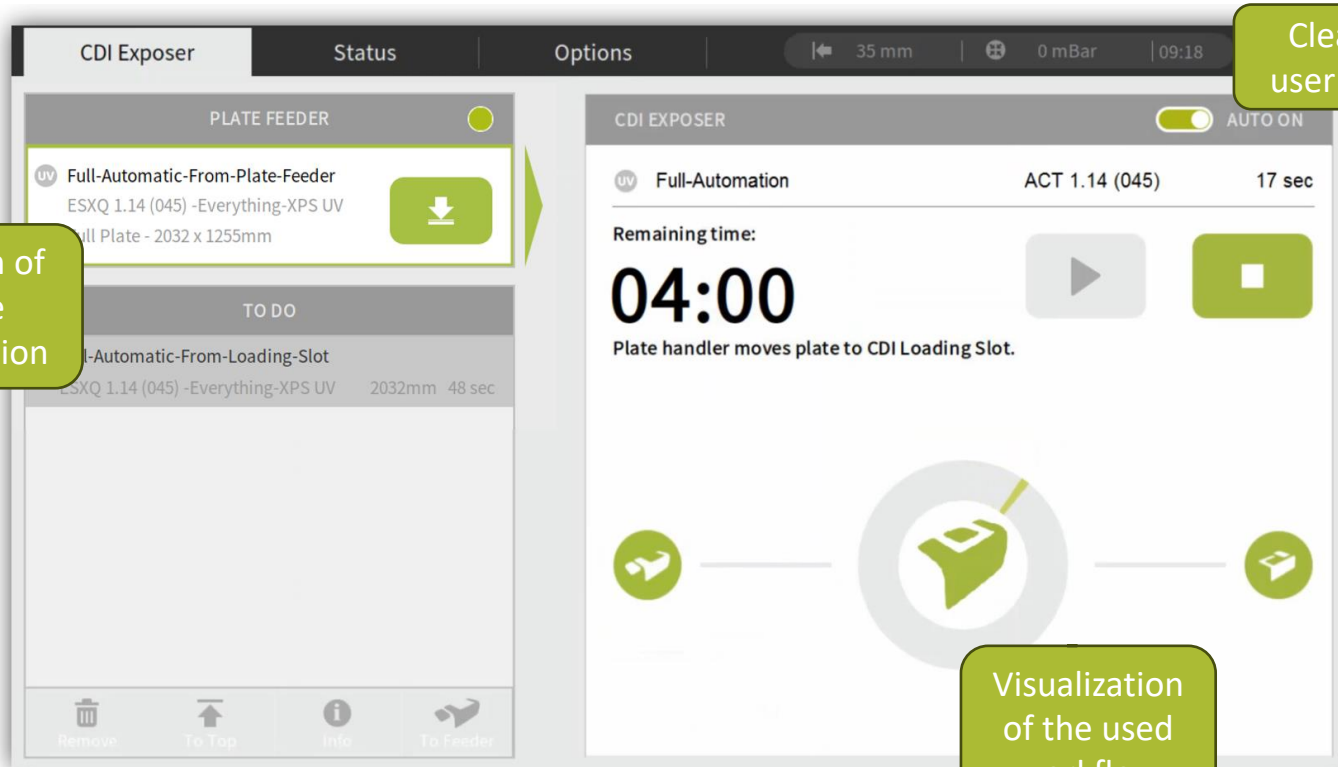 CDI Exposer Status Options 35 mm 0 mBar 09:18
user
PLATE FEEDER
UV Full-Automatic-From-Plate-Feeder
ESXQ 1.14 (045) -Everything-XPS UV
Plate - 2032 x 1255mm
of
TO DO
-Automatic-From-Loading-Slot
ESXQ 1.14 (045) -Everything-XPS UV 2032mm 48 sec
Remove To Top Info To Feeder
CDI EXPOSER AUTO ON
UV Full-Automation ACT 1.14 (045) 17 sec
Remaining time:
04:00
Plate handler moves plate to CDI Loading Slot.
Visualization
of the used